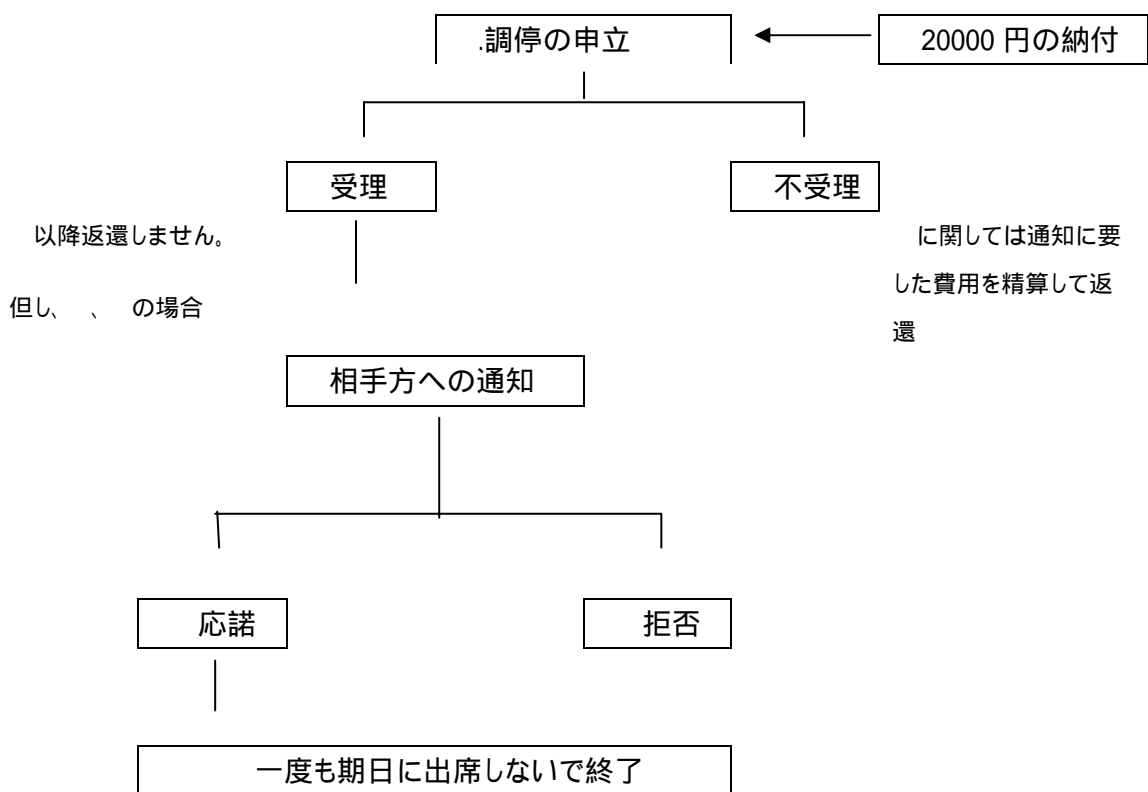 .調停の申立
20000 円の納付
受理
不受理
以降返還しません。
但し、 、 の場合
に関しては通知に要
した費用を精算して返
還
相手方への通知
応諾
拒否
一度も期日に出席しないで終了